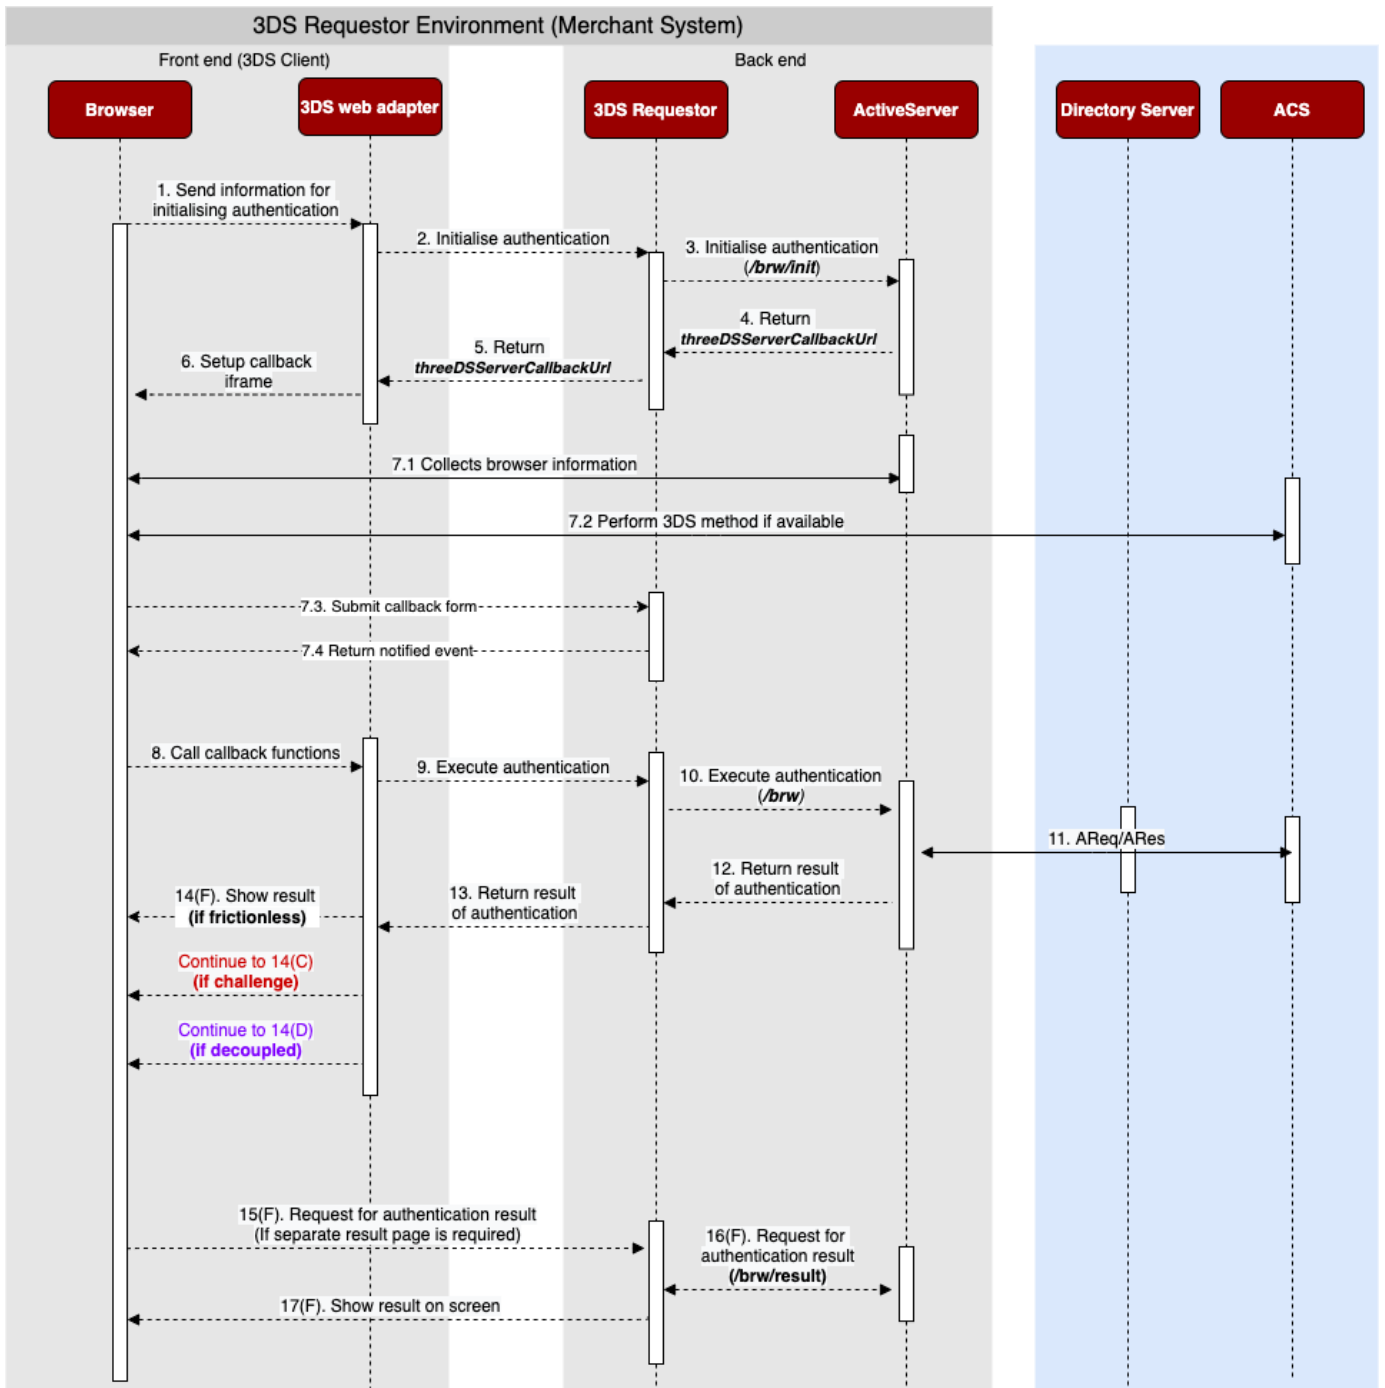 3DS Requestor Environment (Merchant System)
Front end (3DS Client)
Back end
Browser
3DS web adapter
3DS Requestor
ActiveServer
Directory Server
ACS
1. Send information for
initialising authentication
2. Initialise authentication
3. Initialise authentication
(/brw/init)
4. Return
threeDSServerCallbackUrl
5. Return
threeDSServerCallbackUrl
6. Setup callback
iframe
7.1 Collects browser information
7.2 Perform 3DS method if available
7.3. Submit callback form
7.4 Return notified event
8. Call callback functions
9. Execute authentication
10. Execute authentication
(/brw)
11. AReq/ARes
12. Return result
of authentication
13. Return result
of authentication
14(F). Show result
(if frictionless)
Continue to 14(C)
(if challenge)
Continue to 14(D)
(if decoupled)
15(F). Request for authentication result
(If separate result page is required)
16(F). Request for
authentication result
(/brw/result)
17(F). Show result on screen